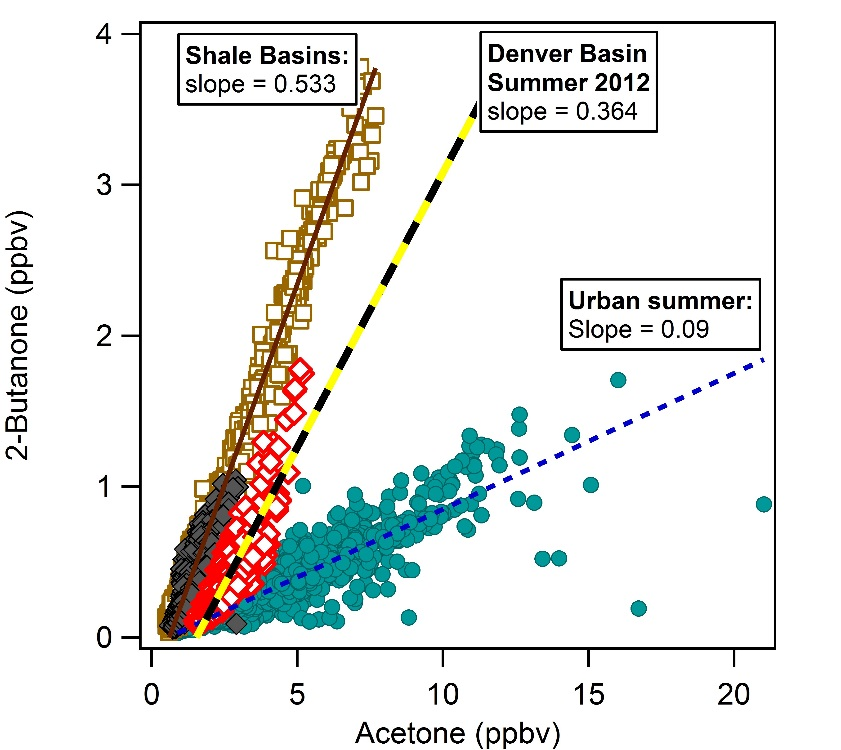 Shale Basins:
slope = 0.533
Denver Basin
Summer 2012
slope = 0.364
Urban summer:
Slope = 0.09
4
3
2
1
0
2-Butanone (ppbv)
0 5 10 15 20
Acetone (ppbv)